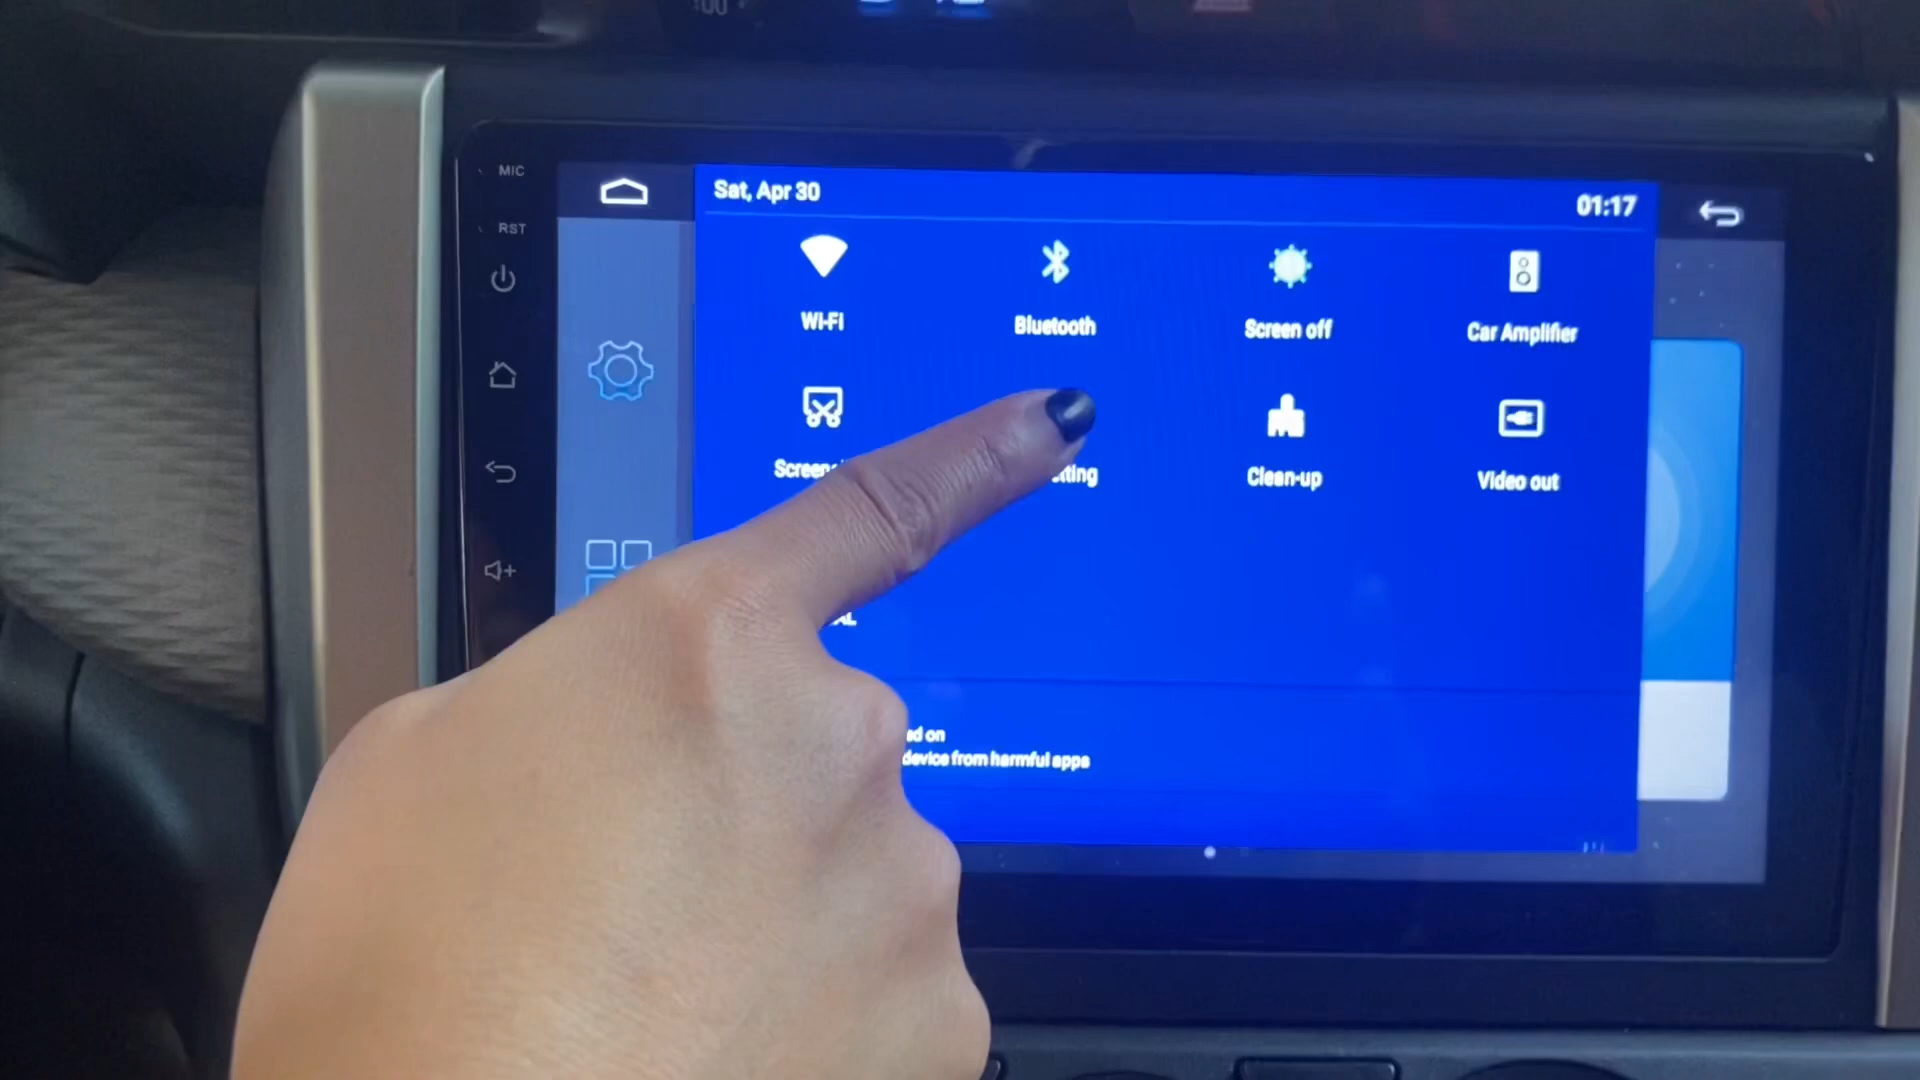 MIC
RST
Sat, Apr 30
01:17
Wi-Fi
Bluetooth
Screen off
Car Amplifier
Clean-up
Video out
device from harmful apps